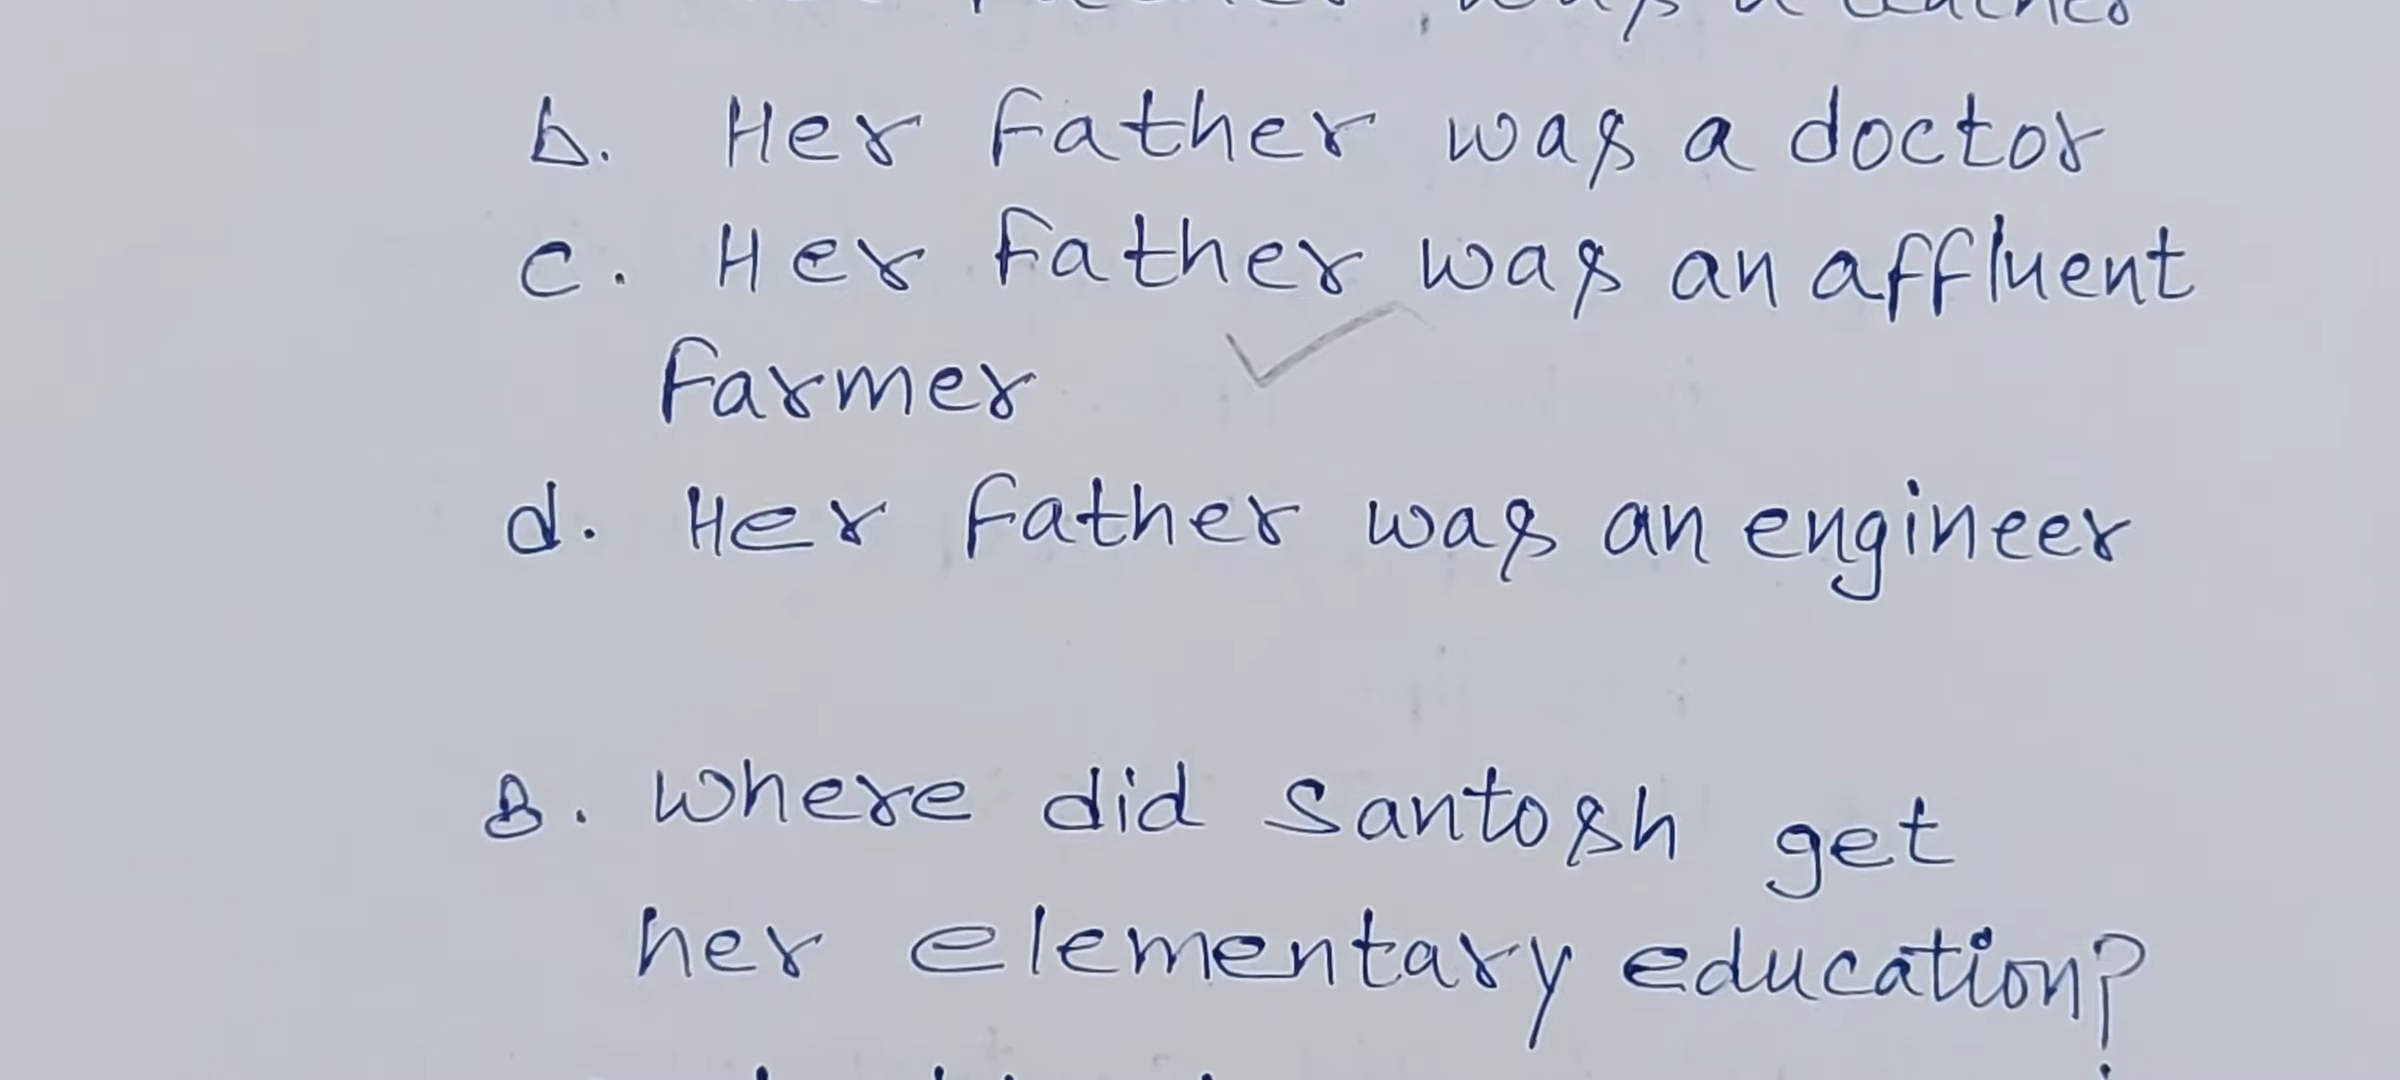 was a
b. Her father was a doctor
c. Her father was an affluent
farmer
d. Her father was an engineer
8. Where did Santosh get
her elementary education?